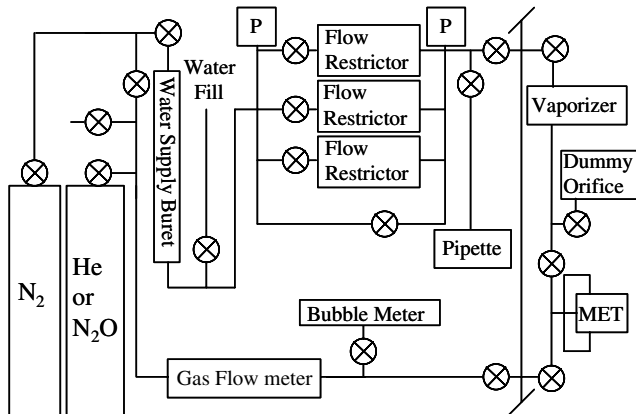 P
P
Flow
Restrictor
Water
Fill
Water Supply Buret
Flow
Restrictor
Vaporizer
Flow
Restrictor
Dummy
Orifice
Pipette
N₂
He
or
N₂O
Bubble Meter
MET
Gas Flow meter